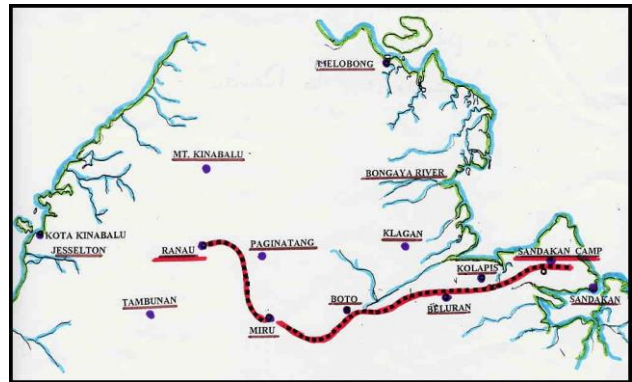 MELOBONG
MT. KINABALU
BONGAYA RIVER
KOTA KINABALU
JESSELTON
RANAU
PAGINATANG
KLAGAN
SANDAKAN CAMP
KOLAPIS
TAMBUNAN
BOTO
BELURAN
SANDAKAN
MIRU